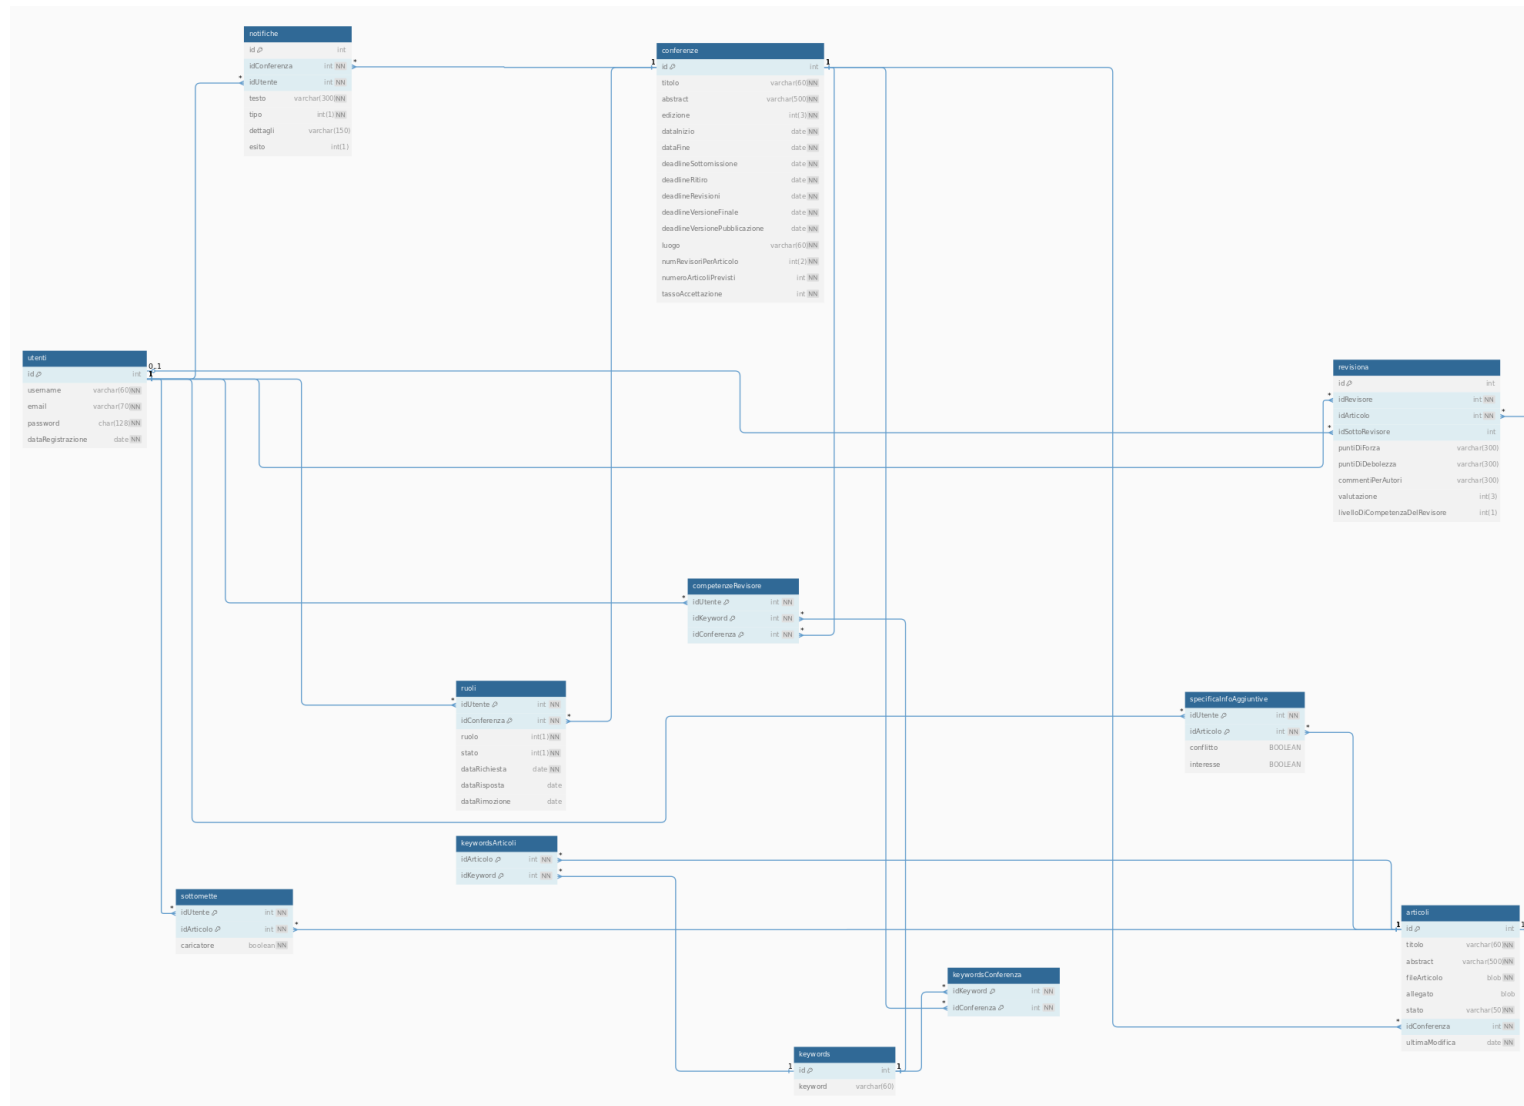 notifiche
id int
idConferenza int NN
idUtente int NN
testo varchar(300) NN
tipo int(1) NN
dettagli varchar(150)
esito int(1)
conferenze
id int
titolo varchar(60) NN
abstract varchar(500) NN
edizione int(3) NN
dataInizio date NN
dataFine date NN
deadlineSottomissione date NN
deadlineRitiro date NN
deadlineRevisioni date NN
deadlineVersioneFinale date NN
deadlineVersionePubblicazione date NN
luogo varchar(60) NN
numRevisoriPerArticolo int(2) NN
numeroArticoliPrevisti int NN
tassoAccettazione int NN
* * 1 1
utenti
id int
username varchar(60) NN
email varchar(70) NN
password char(128) NN
dataRegistrazione date NN
0,1
1
revisiona
id int
idRevisore int NN
idArticolo int NN
idSottoRevisore int
puntiDiForza varchar(300)
puntiDiDebolezza varchar(300)
commentiPerAutori varchar(300)
valutazione int(3)
livelloDiCompetenzaDelRevisore int(1)
* * *
competenzeRevisore
idUtente int NN
idKeyword int NN
idConferenza int NN
* * *
ruoli
idUtente int NN
idConferenza int NN
ruolo int(1) NN
stato int(1) NN
dataRichiesta date NN
dataRisposta date
dataRimozione date
* *
specificaInfoAggiuntive
idUtente int NN
idArticolo int NN
conflitto BOOLEAN
interesse BOOLEAN
* *
keywordsArticoli
idArticolo int NN
idKeyword int NN
* *
sottomette
idUtente int NN
idArticolo int NN
caricatore boolean NN
* *
articoli
id int
titolo varchar(60) NN
abstract varchar(500) NN
fileArticolo blob NN
allegato blob
stato varchar(50) NN
idConferenza int NN
ultimaModifica date NN
1 1 *
keywordsConferenza
idKeyword int NN
idConferenza int NN
* *
keywords
id int
keyword varchar(60)
1 1